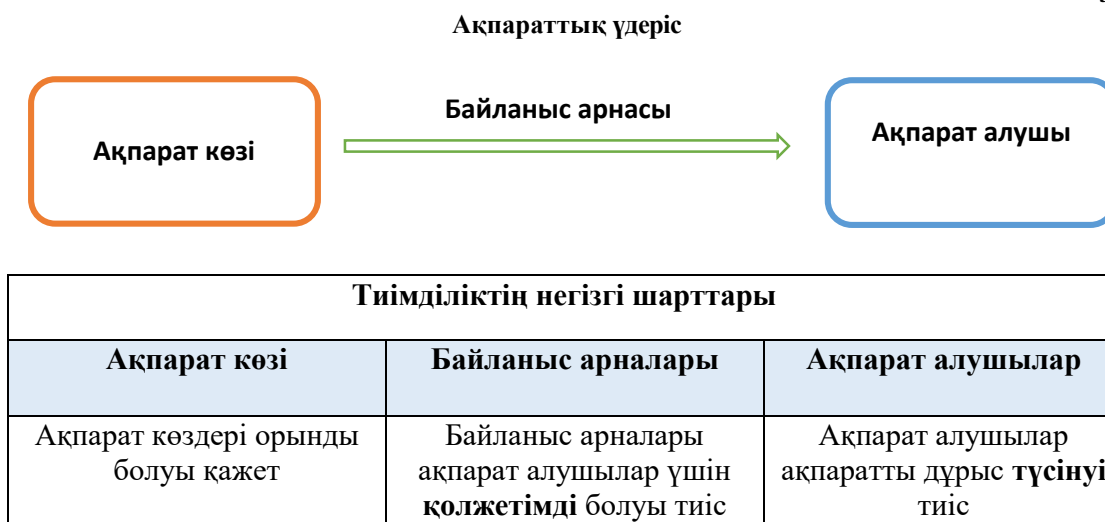 Ақпараттық үдеріс
Ақпарат көзі
Байланыс арнасы
Ақпарат алушы
Тиімділіктің негізгі шарттары
Ақпарат көзі
Байланыс арналары
Ақпарат алушылар
Ақпарат көздері орынды
болуы қажет
Байланыс арналары
ақпарат алушылар үшін
қолжетімді болуы тиіс
Ақпарат алушылар
ақпаратты дұрыс түсінуі
тиіс